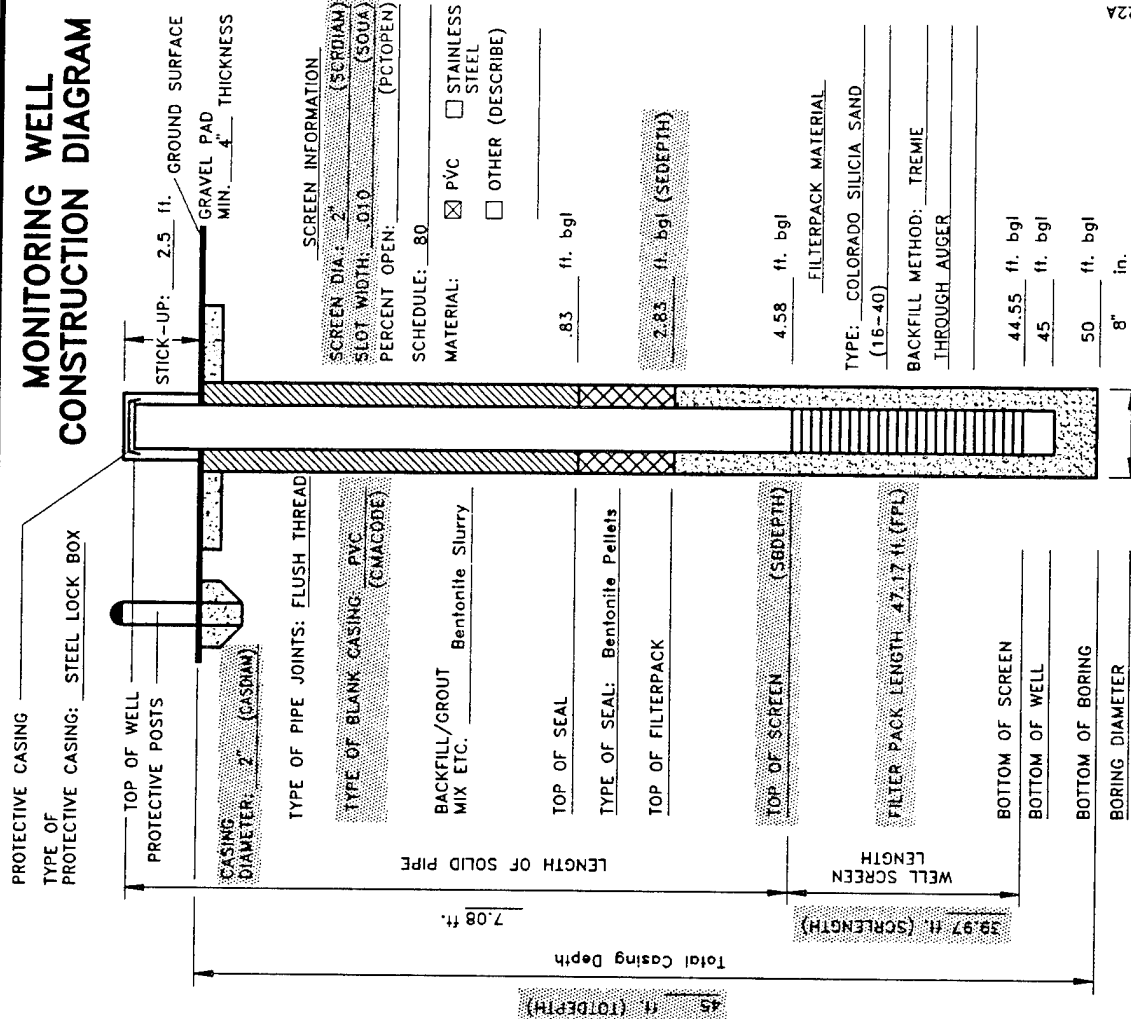 MONITORING WELL
CONSTRUCTION DIAGRAM
PROTECTIVE CASING
TYPE OF
PROTECTIVE CASING: STEEL LOCK BOX
TOP OF WELL
PROTECTIVE POSTS
STICK-UP: 2.5 ft.
GROUND SURFACE
GRAVEL PAD
MIN. 4" THICKNESS
CASING
DIAMETER: 2" (CASDIAM)
TYPE OF PIPE JOINTS: FLUSH THREAD
TYPE OF BLANK CASING: PVC
(CMACODE)
BACKFILL/GROUT
MIX ETC. Bentonite Slurry
TOP OF SEAL
TYPE OF SEAL: Bentonite Pellets
TOP OF FILTERPACK
TOP OF SCREEN (SBDEPTH)
FILTER PACK LENGTH 47.17 ft.(FPL)
BOTTOM OF SCREEN
BOTTOM OF WELL
BOTTOM OF BORING
BORING DIAMETER
SCREEN INFORMATION
SCREEN DIA.: 2" (SCRDIAM)
SLOT WIDTH: .010 (SOUA)
PERCENT OPEN: (PCTOPEN)
SCHEDULE: 80
MATERIAL: PVC STAINLESS
STEEL
OTHER (DESCRIBE)
.83 ft. bgl
2.83 ft. bgl (SEDEPTH)
4.58 ft. bgl
FILTERPACK MATERIAL
TYPE: COLORADO SILICIA SAND
(16-40)
BACKFILL METHOD: TREMIE
THROUGH AUGER
44.55 ft. bgl
45 ft. bgl
50 ft. bgl
8" in.
LENGTH OF SOLID PIPE
7.08 ft.
WELL SCREEN
LENGTH
39.97 ft. (SCRLENGTH)
Total Casing Depth
45 ft. (TOTDEPTH)